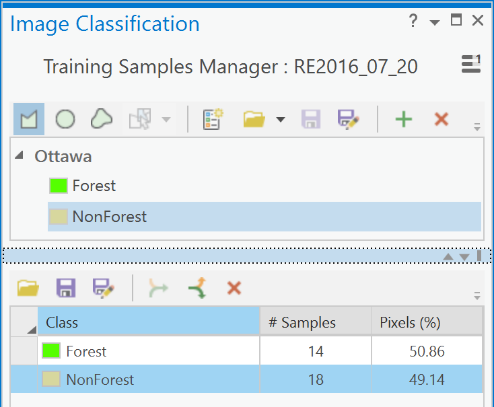 Image Classification ?
Training Samples Manager : RE2016_07_20 1
Ottawa
Forest
NonForest
Class # Samples Pixels (%)
Forest 14 50.86
NonForest 18 49.14